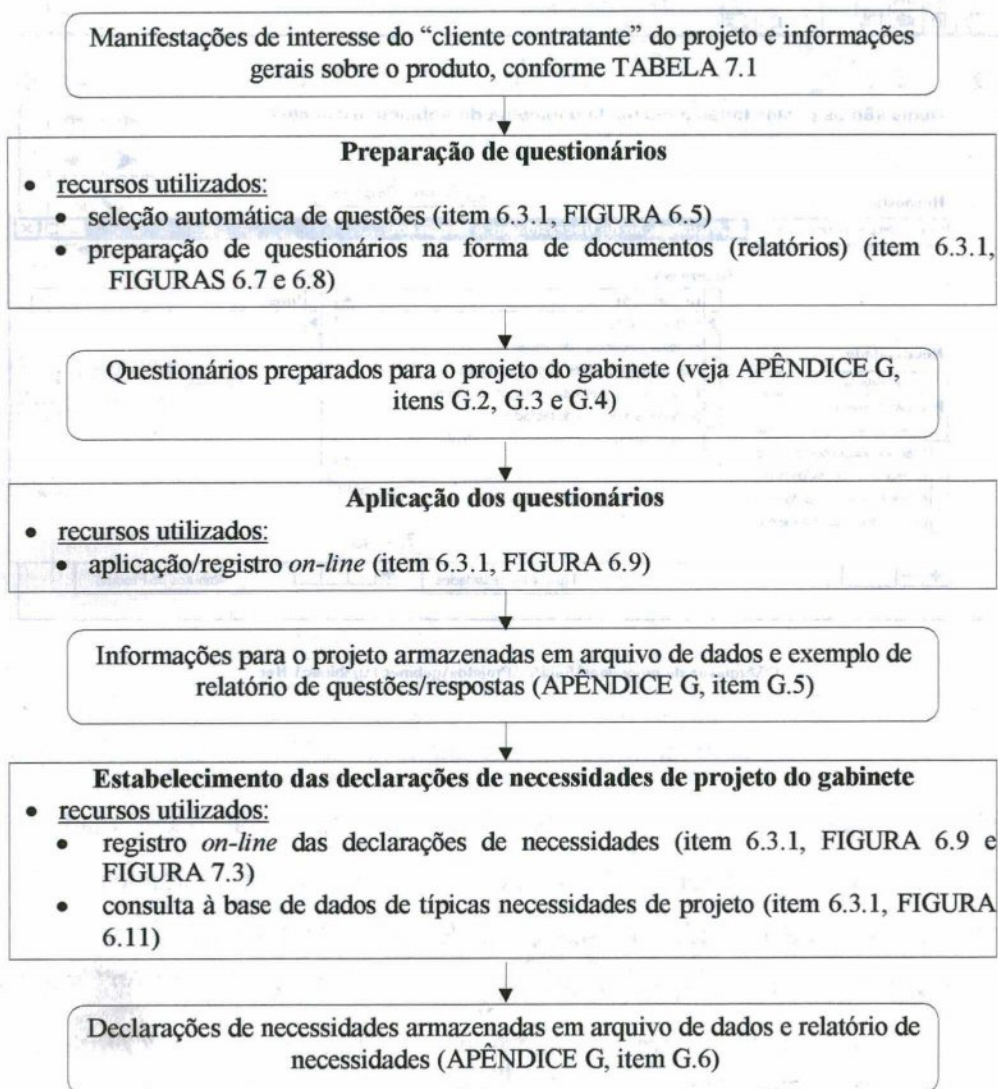 Manifestações de interesse do “cliente contratante” do projeto e informações
gerais sobre o produto, conforme TABELA 7.1
Preparação de questionários
• recursos utilizados:
• seleção automática de questões (item 6.3.1, FIGURA 6.5)
• preparação de questionários na forma de documentos (relatórios) (item 6.3.1,
FIGURAS 6.7 e 6.8)
Questionários preparados para o projeto do gabinete (veja APÊNDICE G,
itens G.2, G.3 e G.4)
Aplicação dos questionários
• recursos utilizados:
• aplicação/registro on-line (item 6.3.1, FIGURA 6.9)
Informações para o projeto armazenadas em arquivo de dados e exemplo de
relatório de questões/respostas (APÊNDICE G, item G.5)
Estabelecimento das declarações de necessidades de projeto do gabinete
• recursos utilizados:
• registro on-line das declarações de necessidades (item 6.3.1, FIGURA 6.9 e
FIGURA 7.3)
• consulta à base de dados de típicas necessidades de projeto (item 6.3.1, FIGURA
6.11)
Declarações de necessidades armazenadas em arquivo de dados e relatório de
necessidades (APÊNDICE G, item G.6)